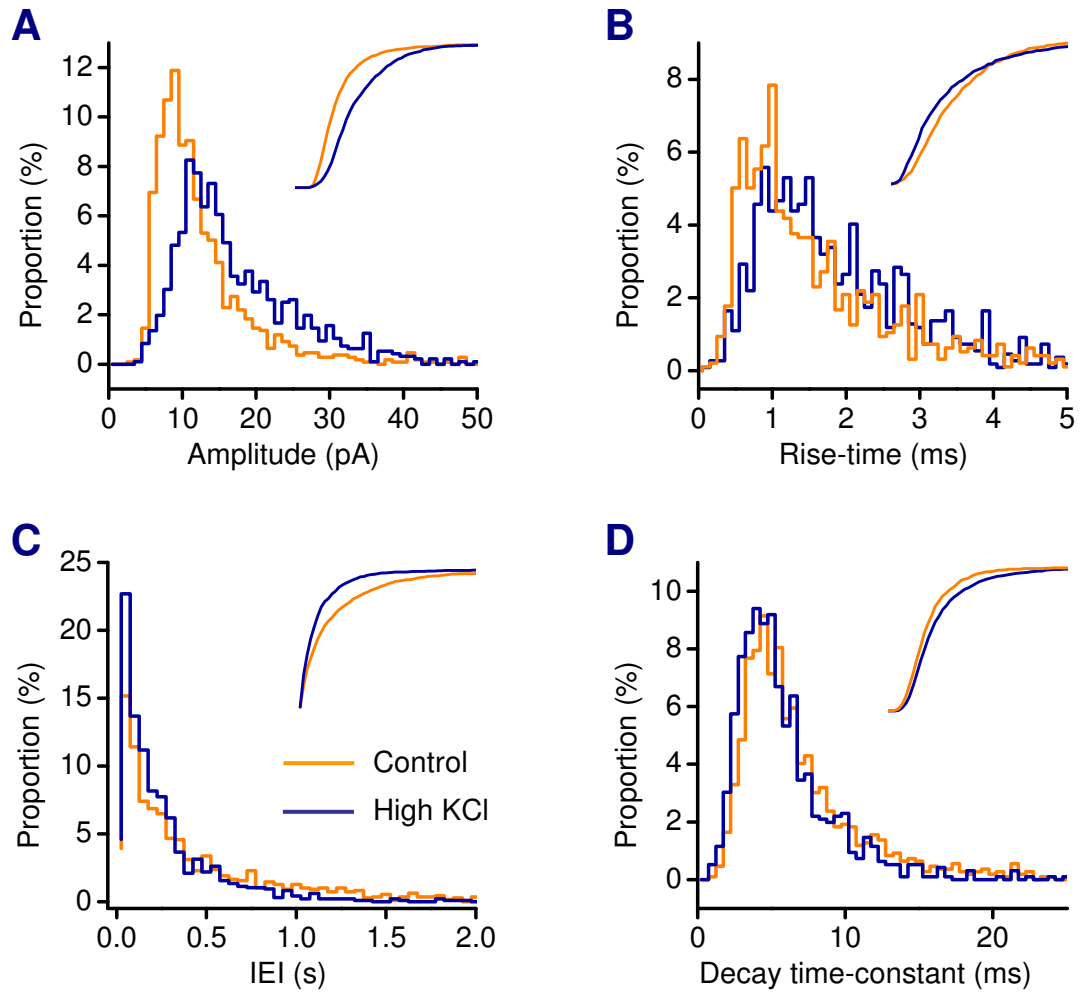 A
Proportion (%)
12
10
8
6
4
2
0
0 10 20 30 40 50
Amplitude (pA)
B
Proportion (%)
8
6
4
2
0
0 1 2 3 4 5
Rise-time (ms)
C
Proportion (%)
25
20
15
10
5
0
Control
High KCl
0.0 0.5 1.0 1.5 2.0
IEI (s)
D
Proportion (%)
10
8
6
4
2
0
0 10 20
Decay time-constant (ms)